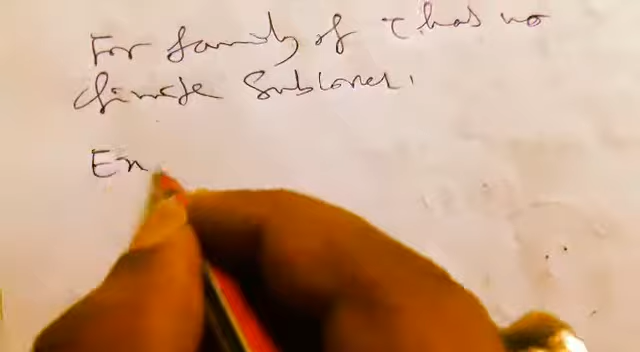 For family of τ has no
finite subcover.
En